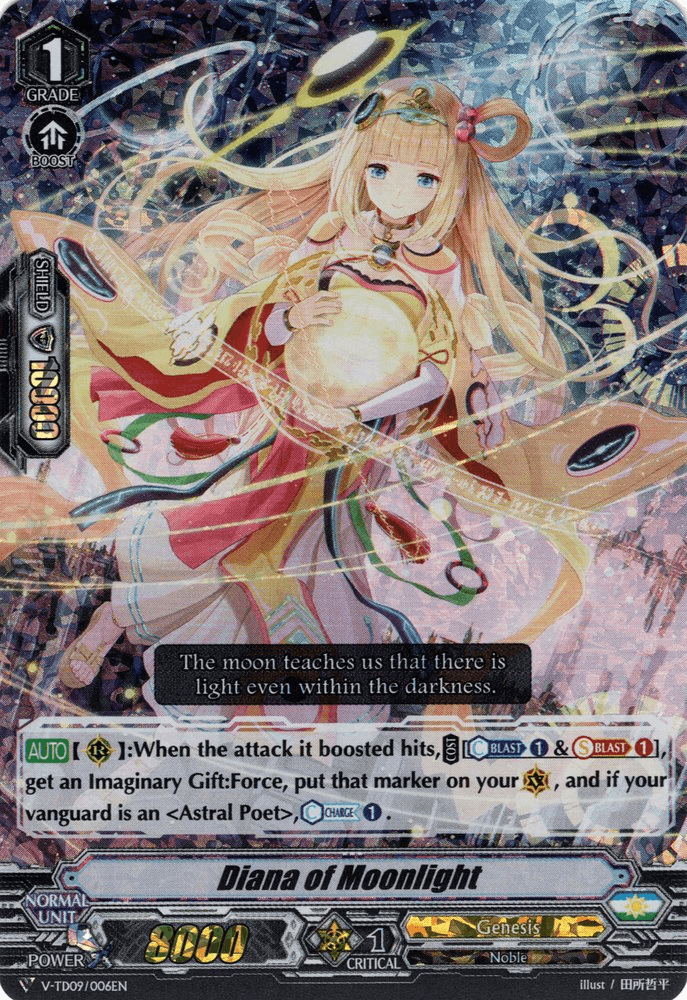 1
GRADE
BOOST
SHIELD
10000
The moon teaches us that there is
light even within the darkness.
AUTO【R】:When the attack it boosted hits,COST[C BLAST 1 & S BLAST 1],
get an Imaginary Gift:Force, put that marker on your V, and if your
vanguard is an <Astral Poet>,C CHARGE 1.
Diana of Moonlight
NORMAL
UNIT
POWER 8000
1
CRITICAL
Genesis
Noble
V-TD09/006EN
illust / 田所哲平